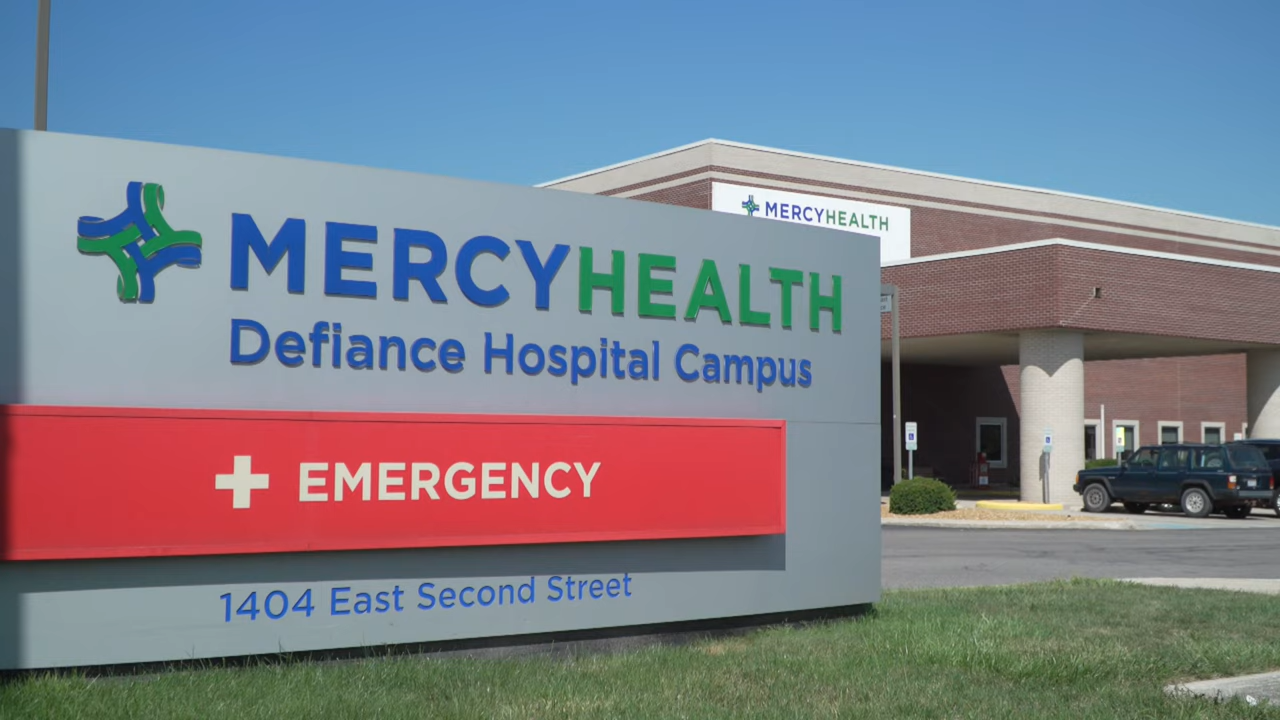 MERCYHEALTH
Defiance Hospital Campus
EMERGENCY
1404 East Second Street
MERCYHEALTH